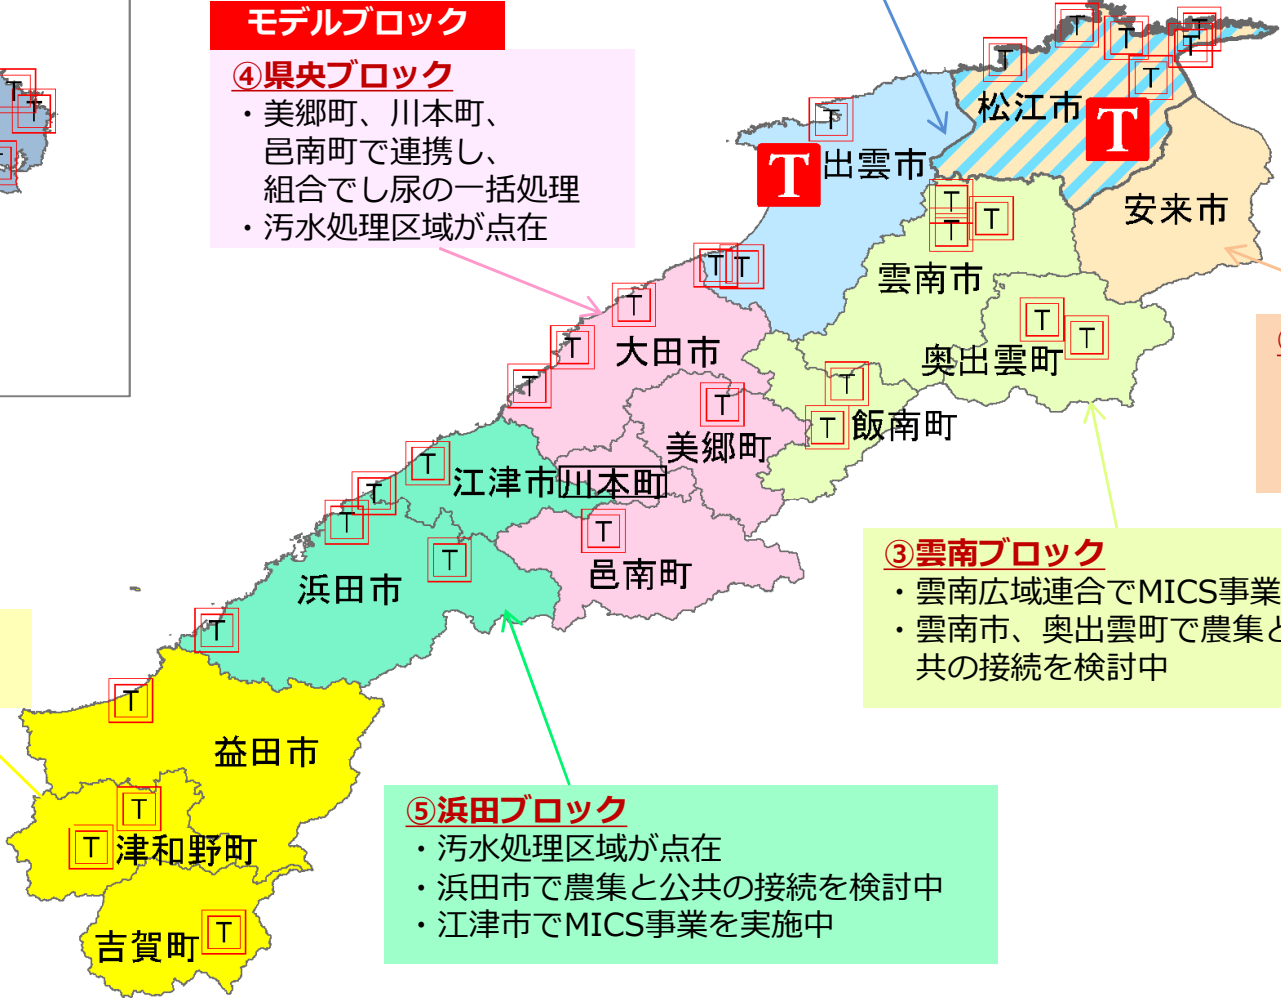 モデルブロック
④県央ブロック
・美郷町、川本町、
邑南町で連携し、
組合でし尿の一括処理
・汚水処理区域が点在
T
T
T
T
T
T
T
T
T
T
松江市
T
T
出雲市
T
安来市
T
T
T
T
T
雲南市
T
大田市
T
T
T
奥出雲町
T
T
T
T
飯南町
美郷町
T
江津市
川本町
T
T
T
邑南町
T
浜田市
T
③雲南ブロック
・雲南広域連合でMICS事業
・雲南市、奥出雲町で農集と
共の接続を検討中
T
益田市
T
T
津和野町
T
吉賀町
⑤浜田ブロック
・汚水処理区域が点在
・浜田市で農集と公共の接続を検討中
・江津市でMICS事業を実施中